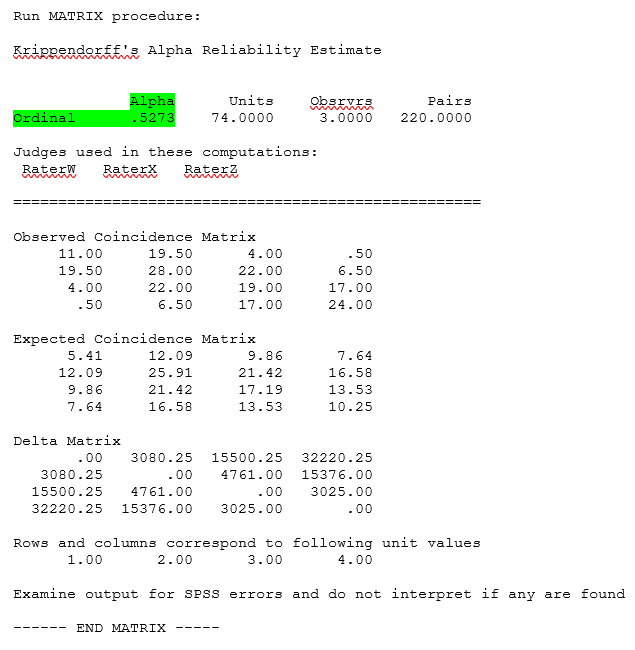 Run MATRIX procedure:
Krippendorff's Alpha Reliability Estimate
Alpha Units Obsrvrs Pairs
Ordinal .5273 74.0000 3.0000 220.0000
Judges used in these computations:
RaterW RaterX RaterZ
====================================================
Observed Coincidence Matrix
11.00 19.50 4.00 .50
19.50 28.00 22.00 6.50
4.00 22.00 19.00 17.00
.50 6.50 17.00 24.00
Expected Coincidence Matrix
5.41 12.09 9.86 7.64
12.09 25.91 21.42 16.58
9.86 21.42 17.19 13.53
7.64 16.58 13.53 10.25
Delta Matrix
.00 3080.25 15500.25 32220.25
3080.25 .00 4761.00 15376.00
15500.25 4761.00 .00 3025.00
32220.25 15376.00 3025.00 .00
Rows and columns correspond to following unit values
1.00 2.00 3.00 4.00
Examine output for SPSS errors and do not interpret if any are found
------ END MATRIX -----